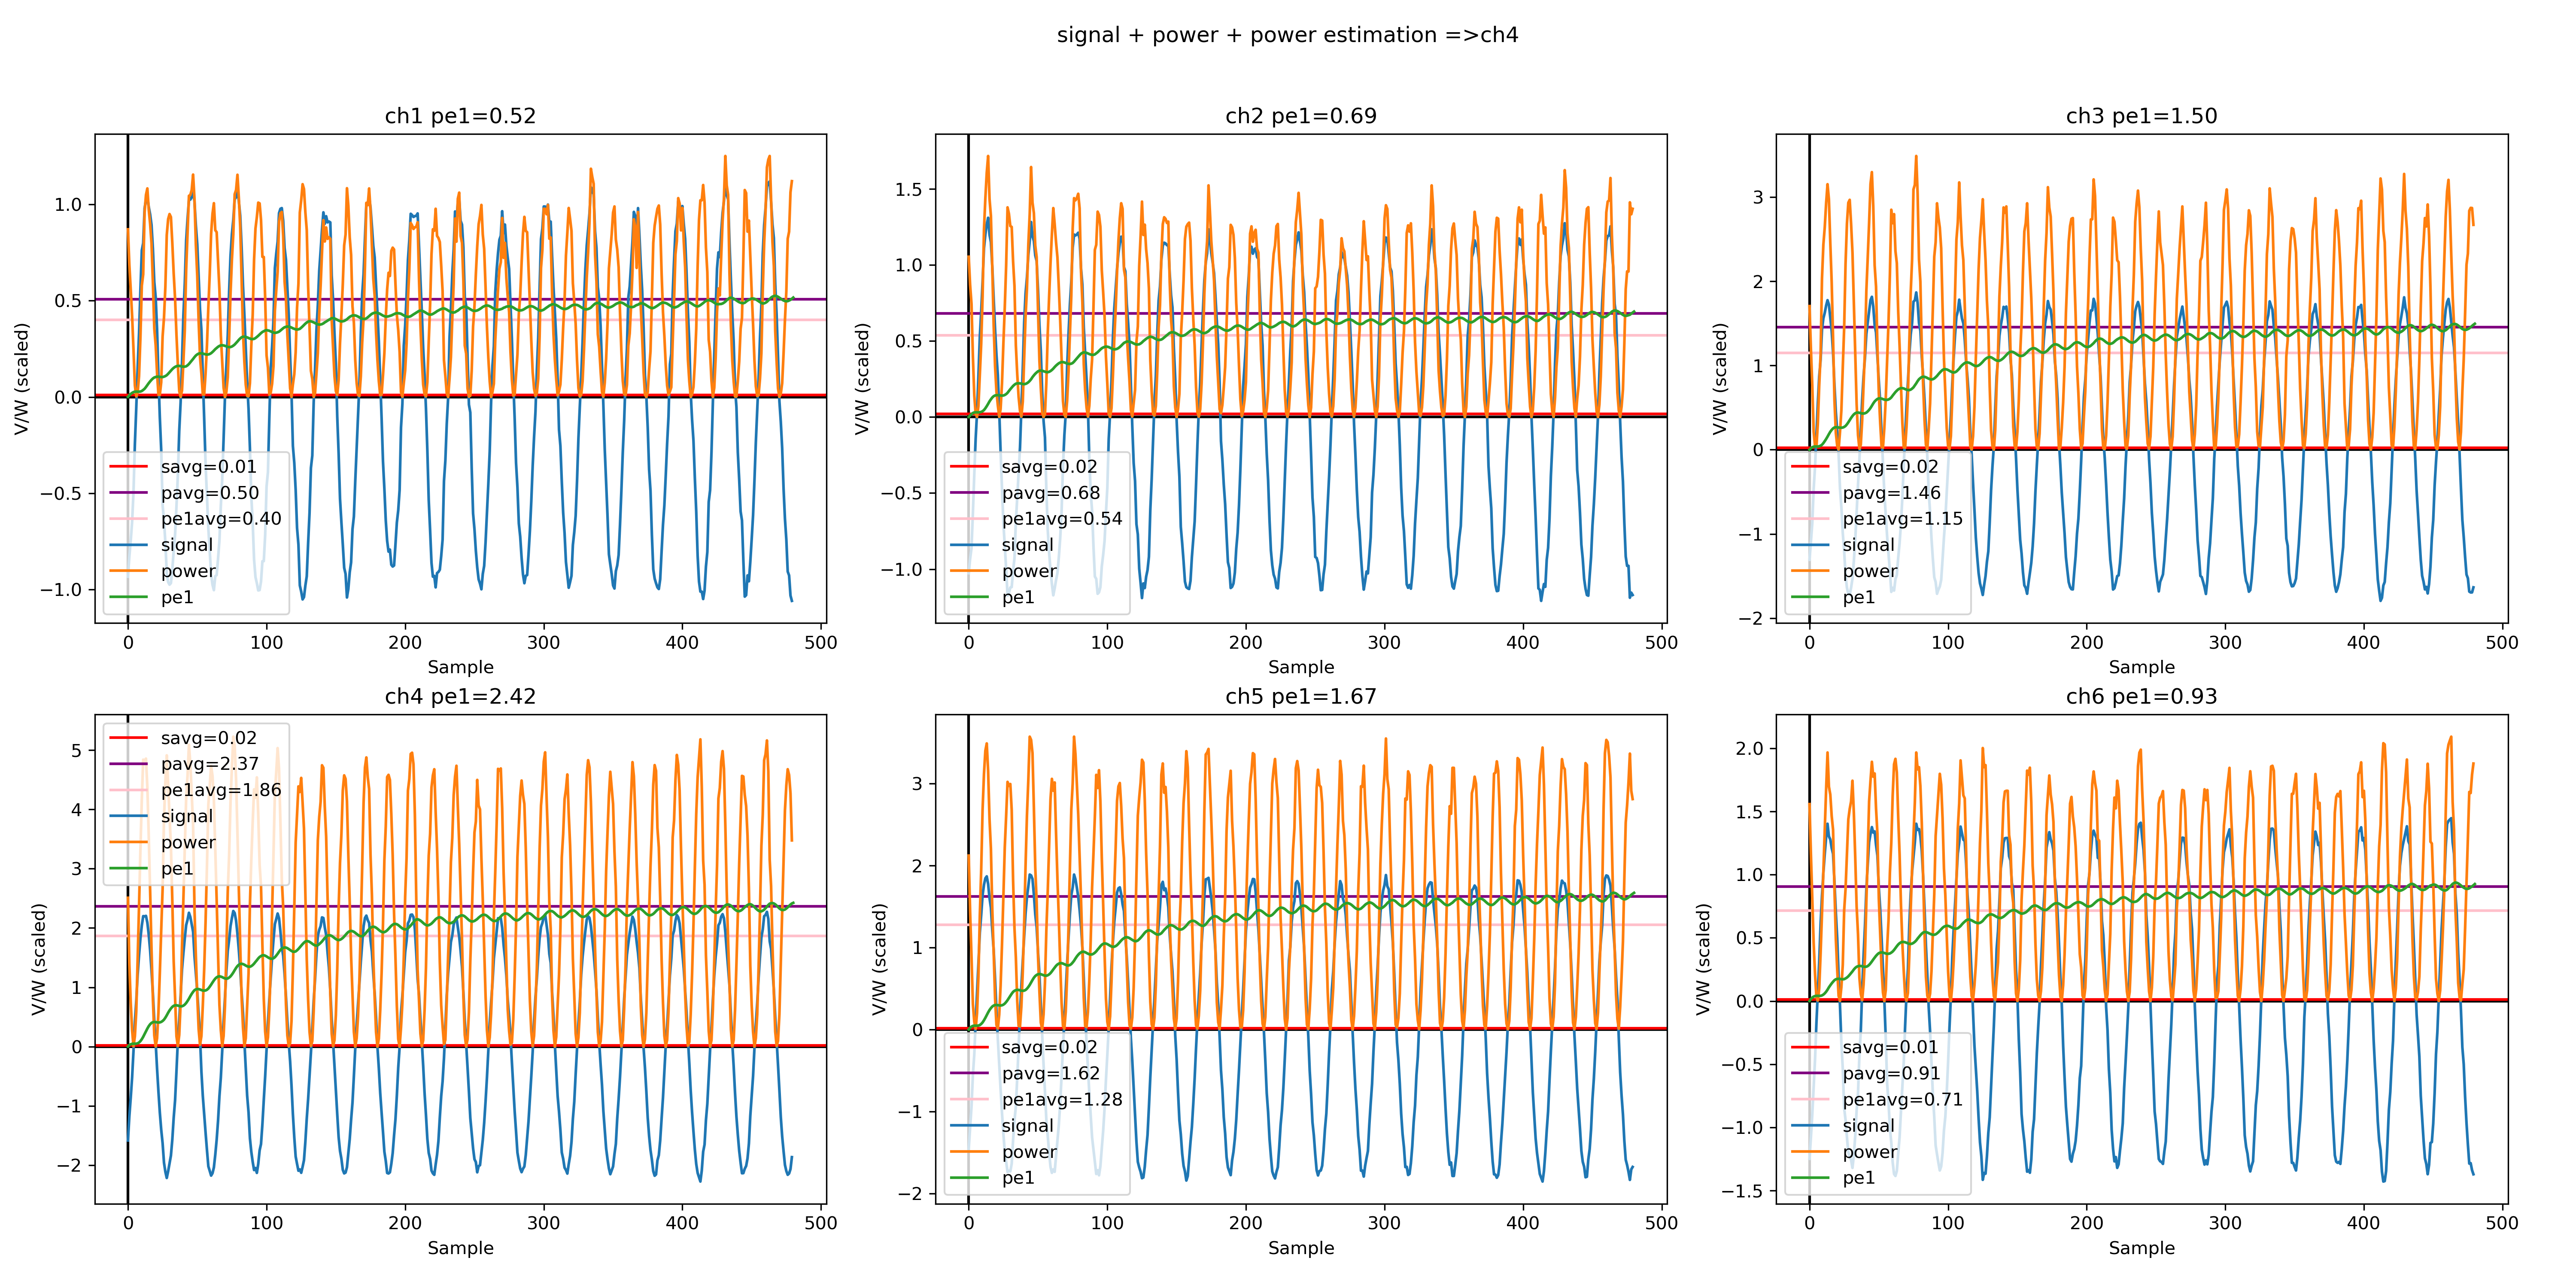 signal + power + power estimation =>ch4
ch1 pe1=0.52
V/W (scaled)
1.0
0.5
0.0
−0.5
−1.0
savg=0.01
pavg=0.50
pe1avg=0.40
signal
power
pe1
0 100 200 300 400 500
Sample
ch2 pe1=0.69
V/W (scaled)
1.5
1.0
0.5
0.0
−0.5
−1.0
savg=0.02
pavg=0.68
pe1avg=0.54
signal
power
pe1
0 100 200 300 400 500
Sample
ch3 pe1=1.50
V/W (scaled)
3
2
1
0
−1
−2
savg=0.02
pavg=1.46
pe1avg=1.15
signal
power
pe1
0 100 200 300 400 500
Sample
ch4 pe1=2.42
V/W (scaled)
5
4
3
2
1
0
−1
−2
savg=0.02
pavg=2.37
pe1avg=1.86
signal
power
pe1
0 100 200 300 400 500
Sample
ch5 pe1=1.67
V/W (scaled)
3
2
1
0
−1
−2
savg=0.02
pavg=1.62
pe1avg=1.28
signal
power
pe1
0 100 200 300 400 500
Sample
ch6 pe1=0.93
V/W (scaled)
2.0
1.5
1.0
0.5
0.0
−0.5
−1.0
−1.5
savg=0.01
pavg=0.91
pe1avg=0.71
signal
power
pe1
0 100 200 300 400 500
Sample